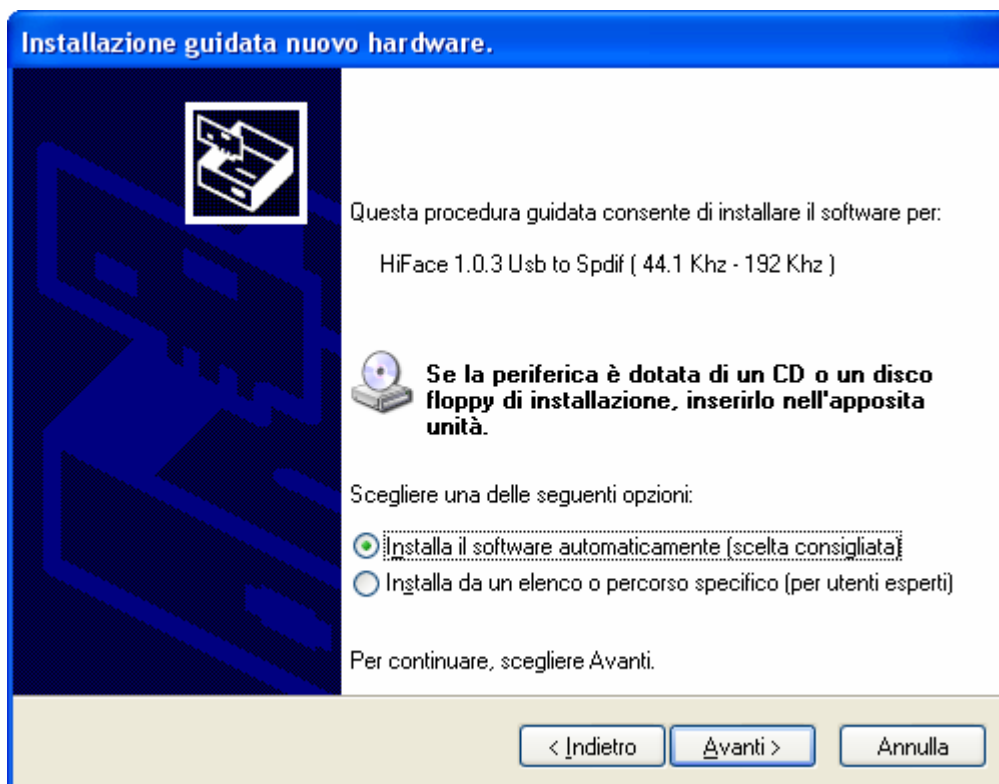 Installazione guidata nuovo hardware.
Questa procedura guidata consente di installare il software per:
HiFace 1.0.3 Usb to Spdif ( 44.1 Khz - 192 Khz )
Se la periferica è dotata di un CD o un disco
floppy di installazione, inserirlo nell'apposita
unità.
Scegliere una delle seguenti opzioni:
Installa il software automaticamente (scelta consigliata)
Installa da un elenco o percorso specifico (per utenti esperti)
Per continuare, scegliere Avanti.
< Indietro Avanti > Annulla